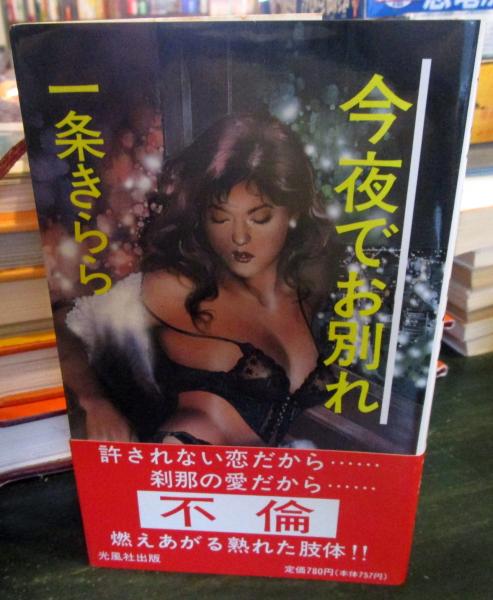 今夜でお別れ
一条きらら
許されない恋だから……
刹那の愛だから……
不倫
燃えあがる熟れた肢体!!
光風社出版
定価780円(本体757円)